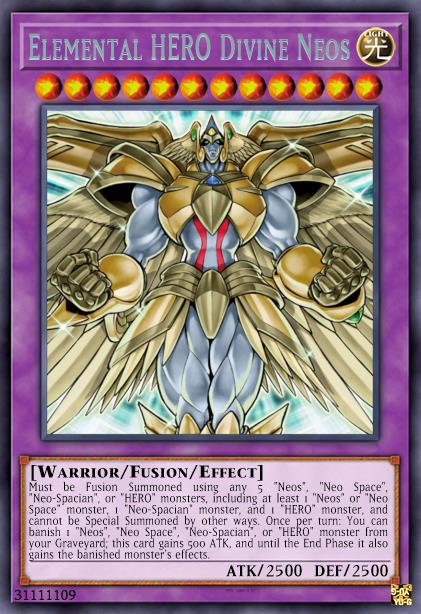 ELEMENTAL HERO DIVINE NEOS
LIGHT
光
[WARRIOR/FUSION/EFFECT]
Must be Fusion Summoned using any 5 "Neos", "Neo Space",
"Neo-Spacian", or "HERO" monsters, including at least 1 "Neos" or "Neo
Space" monster, 1 "Neo-Spacian" monster, and 1 "HERO" monster, and
cannot be Special Summoned by other ways. Once per turn: You can
banish 1 "Neos", "Neo Space", "Neo-Spacian", or "HERO" monster from
your Graveyard; this card gains 500 ATK, and until the End Phase it also
gains the banished monster's effects.
ATK/2500 DEF/2500
31111109